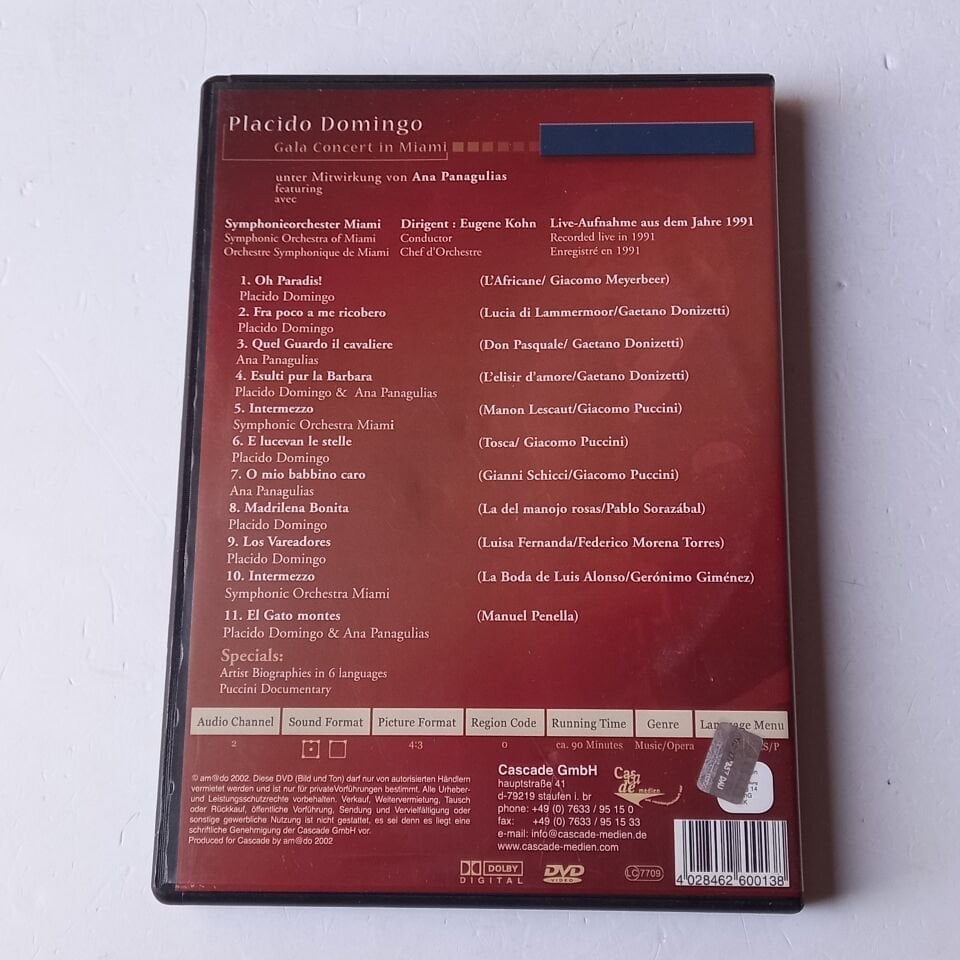 Placido Domingo
Gala Concert in Miami
unter Mitwirkung von Ana Panagulias
featuring
avec
Symphonieorchester Miami Dirigent : Eugene Kohn Live-Aufnahme aus dem Jahre 1991
Symphonic Orchestra of Miami Conductor Recorded live in 1991
Orchestre Symphonique de Miami Chef d'Orchestre Enregistré en 1991
1. Oh Paradis! (L'Africane/ Giacomo Meyerbeer)
Placido Domingo
2. Fra poco a me ricobero (Lucia di Lammermoor/Gaetano Donizetti)
Placido Domingo
3. Quel Guardo il cavaliere (Don Pasquale/ Gaetano Donizetti)
Ana Panagulias
4. Esulti pur la Barbara (L'elisir d'amore/Gaetano Donizetti)
Placido Domingo & Ana Panagulias
5. Intermezzo (Manon Lescaut/Giacomo Puccini)
Symphonic Orchestra Miami
6. E lucevan le stelle (Tosca/ Giacomo Puccini)
Placido Domingo
7. O mio babbino caro (Gianni Schicci/Giacomo Puccini)
Ana Panagulias
8. Madrilena Bonita (La del manojo rosas/Pablo Sorazábal)
Placido Domingo
9. Los Vareadores (Luisa Fernanda/Federico Morena Torres)
Placido Domingo
10. Intermezzo (La Boda de Luis Alonso/Gerónimo Giménez)
Symphonic Orchestra Miami
11. El Gato montes (Manuel Penella)
Placido Domingo & Ana Panagulias
Specials:
Artist Biographies in 6 languages
Puccini Documentary
Audio Channel Sound Format Picture Format Region Code Running Time Genre Menu
2 4:3 0 ca. 90 Minutes Music/Opera S/P
© am@do 2002. Diese DVD (Bild und Ton) darf nur von autorisierten Händlern
vermietet werden und ist nur für privateVorführungen bestimmt. Alle Urheber-
und Leistungsschutzrechte vorbehalten. Verkauf, Weitervermietung, Tausch
oder Rückkauf, öffentliche Vorführung, Sendung und Vervielfältigung oder
sonstige gewerbliche Nutzung ist nicht gestattet, es sei denn es liegt eine
schriftliche Genehmigung der Cascade GmbH vor.
Produced for Cascade by am@do 2002
Cascade GmbH
hauptstraße 41
d-79219 staufen i. br
phone: +49 (0) 7633 / 95 15 0
fax: +49 (0) 7633 / 95 15 33
e-mail: info@cascade-medien.de
www.cascade-medien.com
Cas
ca
de medien
DOLBY
DIGITAL
DVD
VIDEO
LC7709
4 028462 600138